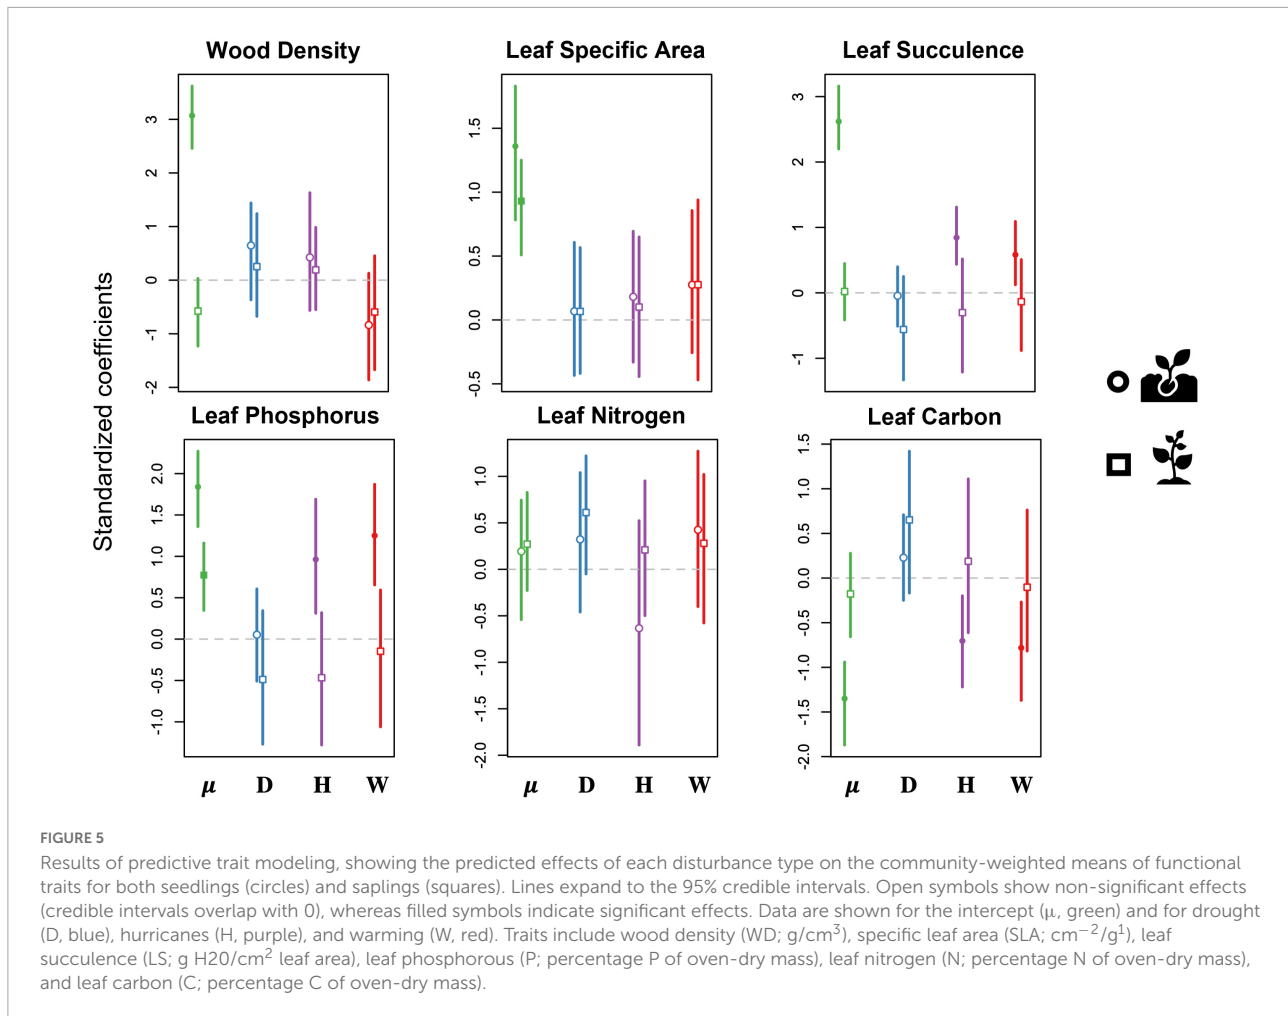 Wood Density
Leaf Specific Area
Leaf Succulence
3
2
1
0
-1
-2
1.5
1.0
0.5
0.0
-0.5
3
2
1
0
-1
Standardized coefficients
Leaf Phosphorus
Leaf Nitrogen
Leaf Carbon
2.0
1.5
1.0
0.5
0.0
-0.5
-1.0
1.0
0.5
0.0
-0.5
-1.0
-1.5
-2.0
1.5
1.0
0.5
0.0
-0.5
-1.0
-1.5
-2.0
μ D H W
μ D H W
μ D H W
FIGURE 5
Results of predictive trait modeling, showing the predicted effects of each disturbance type on the community-weighted means of functional
traits for both seedlings (circles) and saplings (squares). Lines expand to the 95% credible intervals. Open symbols show non-significant effects
(credible intervals overlap with 0), whereas filled symbols indicate significant effects. Data are shown for the intercept (μ, green) and for drought
(D, blue), hurricanes (H, purple), and warming (W, red). Traits include wood density (WD; g/cm³), specific leaf area (SLA; cm⁻²/g¹), leaf
succulence (LS; g H20/cm² leaf area), leaf phosphorous (P; percentage P of oven-dry mass), leaf nitrogen (N; percentage N of oven-dry mass),
and leaf carbon (C; percentage C of oven-dry mass).